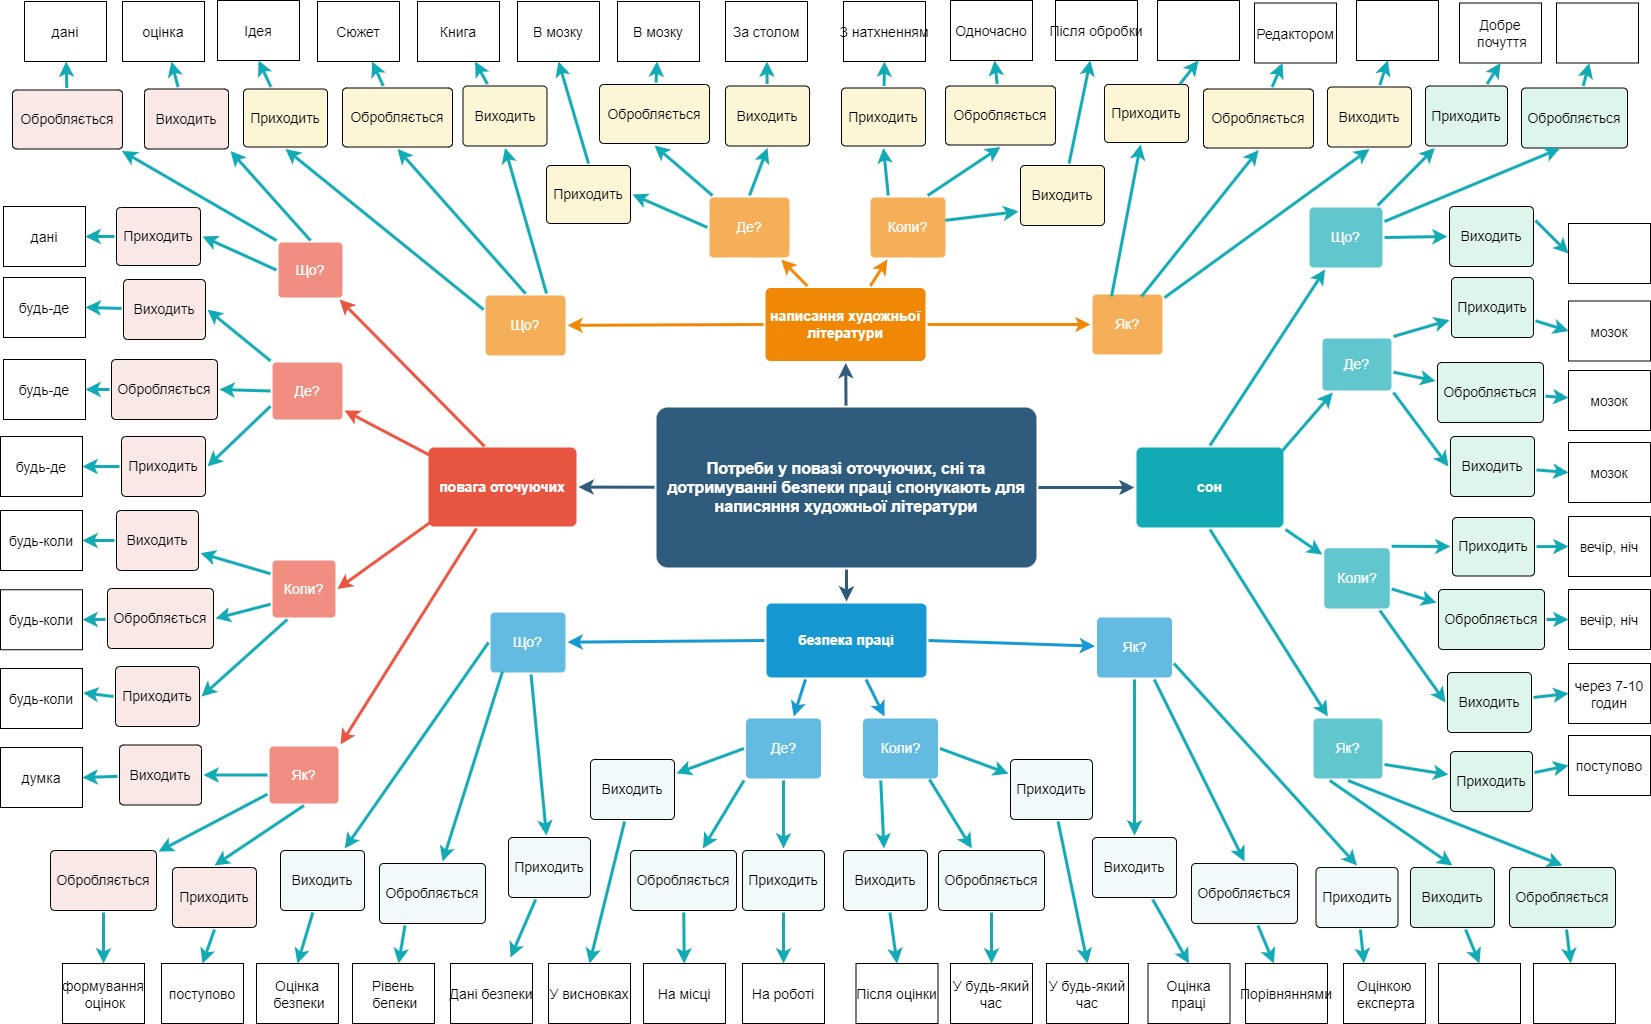 дані
оцінка
Ідея
Сюжет
Книга
В мозку
В мозку
За столом
З натхненням
Одночасно
Після обробки
Редактором
Добре
почуття
Обробляється
Виходить
Приходить
Обробляється
Виходить
Обробляється
Виходить
Приходить
Обробляється
Приходить
Обробляється
Виходить
Приходить
Обробляється
Приходить
Виходить
дані
Приходить
Що?
Де?
Коли?
Що?
Виходить
будь-де
Виходить
Що?
написання художньої
літератури
Як?
Приходить
мозок
будь-де
Обробляється
Де?
Де?
Обробляється
мозок
будь-де
Приходить
повага оточуючих
Потреби у повазі оточуючих, сні та
дотримуванні безпеки праці спонукають для
написяння художньої літератури
сон
Виходить
мозок
будь-коли
Виходить
Приходить
вечір, ніч
Коли?
Коли?
будь-коли
Обробляється
Обробляється
вечір, ніч
Що?
безпека праці
Як?
будь-коли
Приходить
Виходить
через 7-10
годин
думка
Виходить
Як?
Де?
Коли?
Як?
Приходить
поступово
Виходить
Приходить
Обробляється
Приходить
Виходить
Обробляється
Приходить
Обробляється
Приходить
Виходить
Обробляється
Виходить
Обробляється
Приходить
Виходить
Обробляється
формування
оцінок
поступово
Оцінка
безпеки
Рівень
бепеки
Дані безпеки
У висновках
На місці
На роботі
Після оцінки
У будь-який
час
У будь-який
час
Оцінка
праці
Порівняннями
Оцінкою
експерта